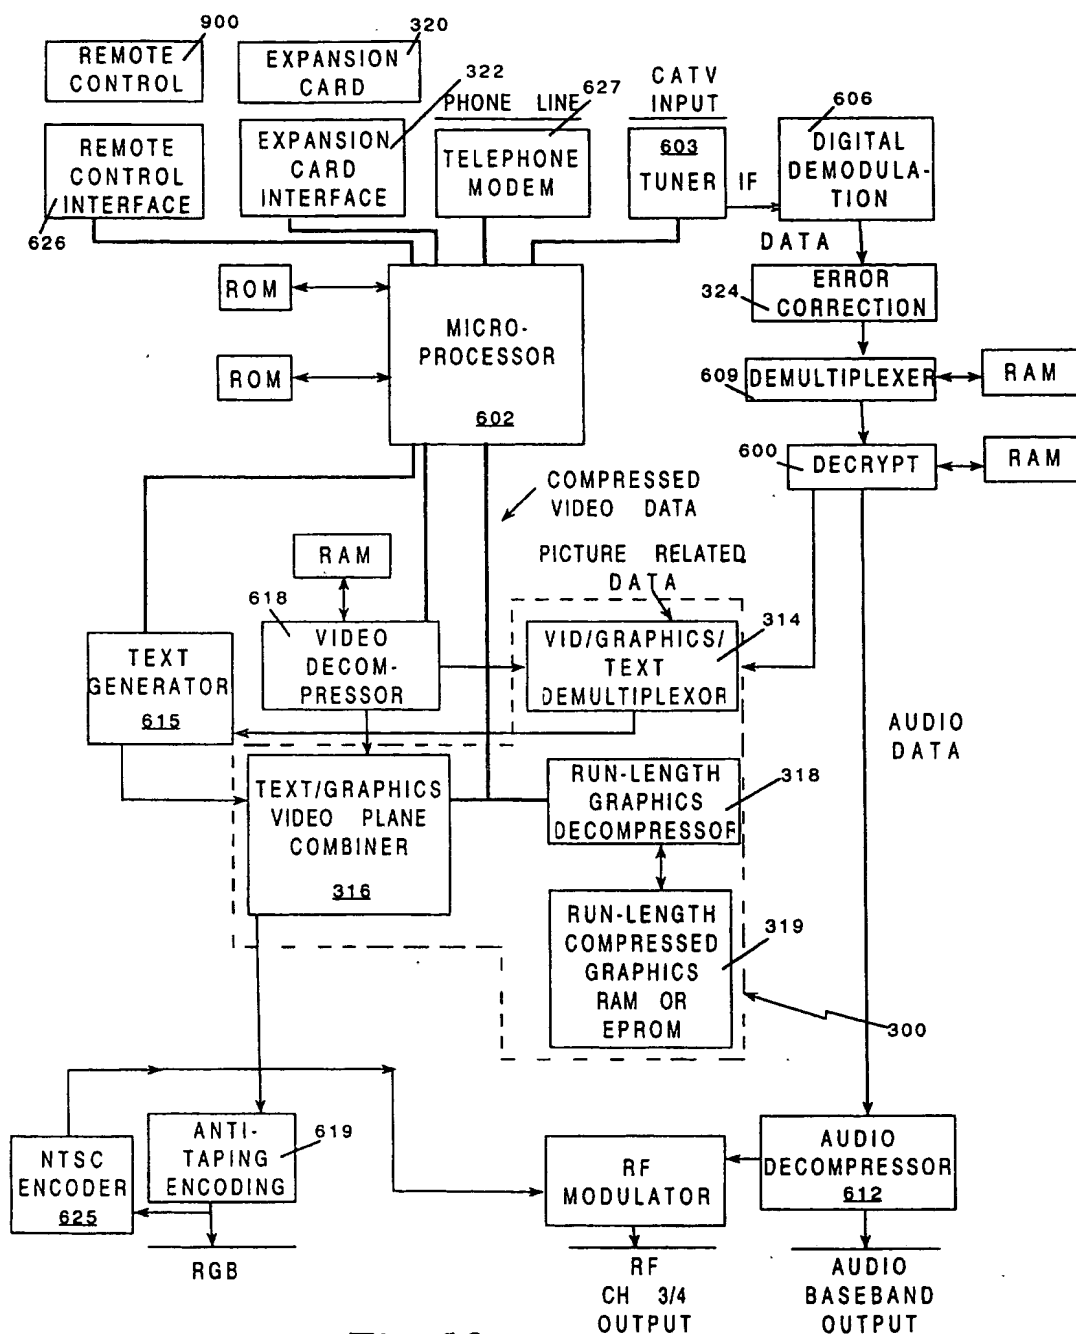 900
REMOTE
CONTROL
320
EXPANSION
CARD
322
PHONE LINE
627
CATV
INPUT
606
REMOTE
CONTROL
INTERFACE
626
EXPANSION
CARD
INTERFACE
TELEPHONE
MODEM
603
TUNER
IF
DIGITAL
DEMODULA-
TION
DATA
324
ERROR
CORRECTION
ROM
ROM
MICRO-
PROCESSOR
602
609
DEMULTIPLEXER
RAM
600
DECRYPT
RAM
COMPRESSED
VIDEO DATA
PICTURE RELATED
DATA
RAM
618
VIDEO
DECOM-
PRESSOR
314
VID/GRAPHICS/
TEXT
DEMULTIPLEXOR
TEXT
GENERATOR
615
AUDIO
DATA
TEXT/GRAPHICS
VIDEO PLANE
COMBINER
316
RUN-LENGTH
GRAPHICS
DECOMPRESSOR
318
RUN-LENGTH
COMPRESSED
GRAPHICS
RAM OR
EPROM
319
300
NTSC
ENCODER
625
ANTI-
TAPING
ENCODING
619
RF
MODULATOR
AUDIO
DECOMPRESSOR
612
RGB
RF
CH 3/4
OUTPUT
AUDIO
BASEBAND
OUTPUT